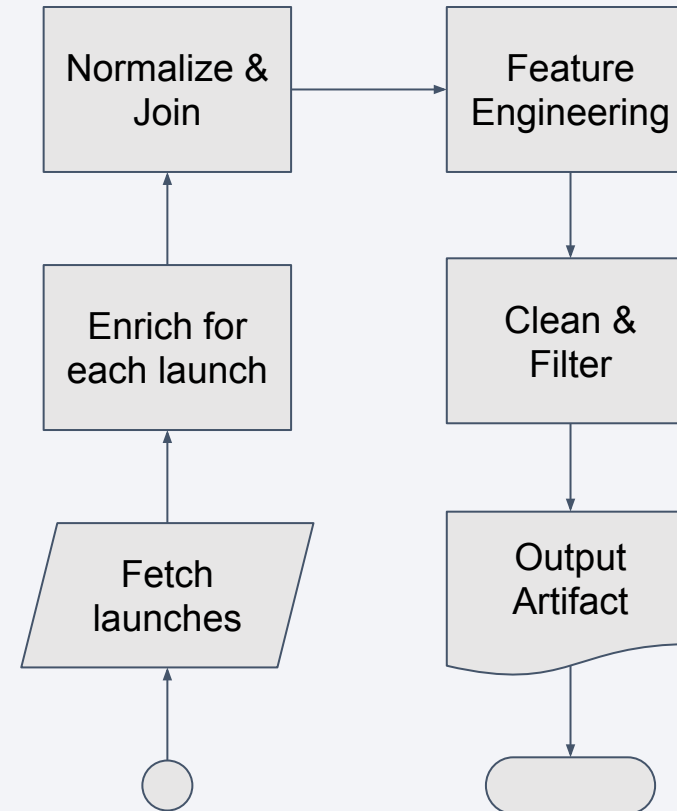 Normalize &
Join
Feature
Engineering
Enrich for
each launch
Clean &
Filter
Fetch
launches
Output
Artifact